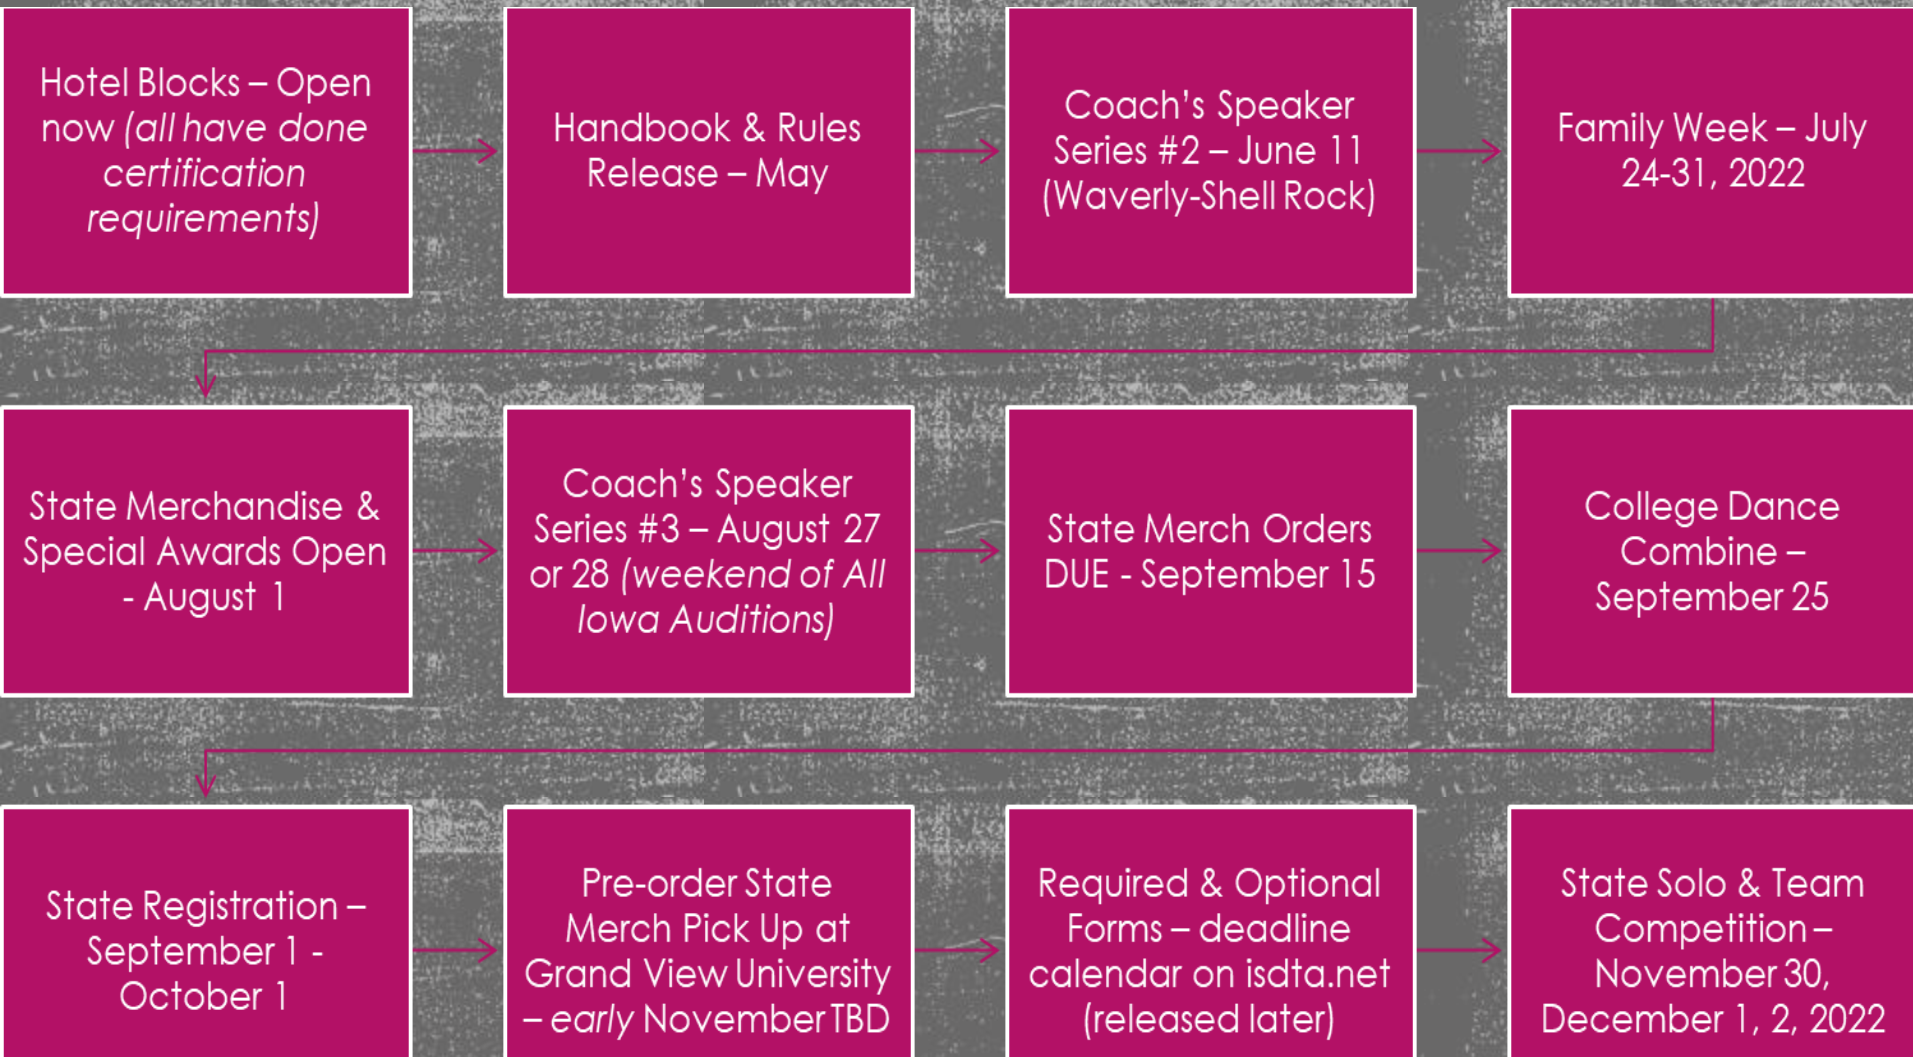 Hotel Blocks – Open
now (all have done
certification
requirements)
Handbook & Rules
Release – May
Coach’s Speaker
Series #2 – June 11
(Waverly-Shell Rock)
Family Week – July
24-31, 2022
State Merchandise &
Special Awards Open
- August 1
Coach’s Speaker
Series #3 – August 27
or 28 (weekend of All
Iowa Auditions)
State Merch Orders
DUE - September 15
College Dance
Combine –
September 25
State Registration –
September 1 -
October 1
Pre-order State
Merch Pick Up at
Grand View University
– early November TBD
Required & Optional
Forms – deadline
calendar on isdta.net
(released later)
State Solo & Team
Competition –
November 30,
December 1, 2, 2022